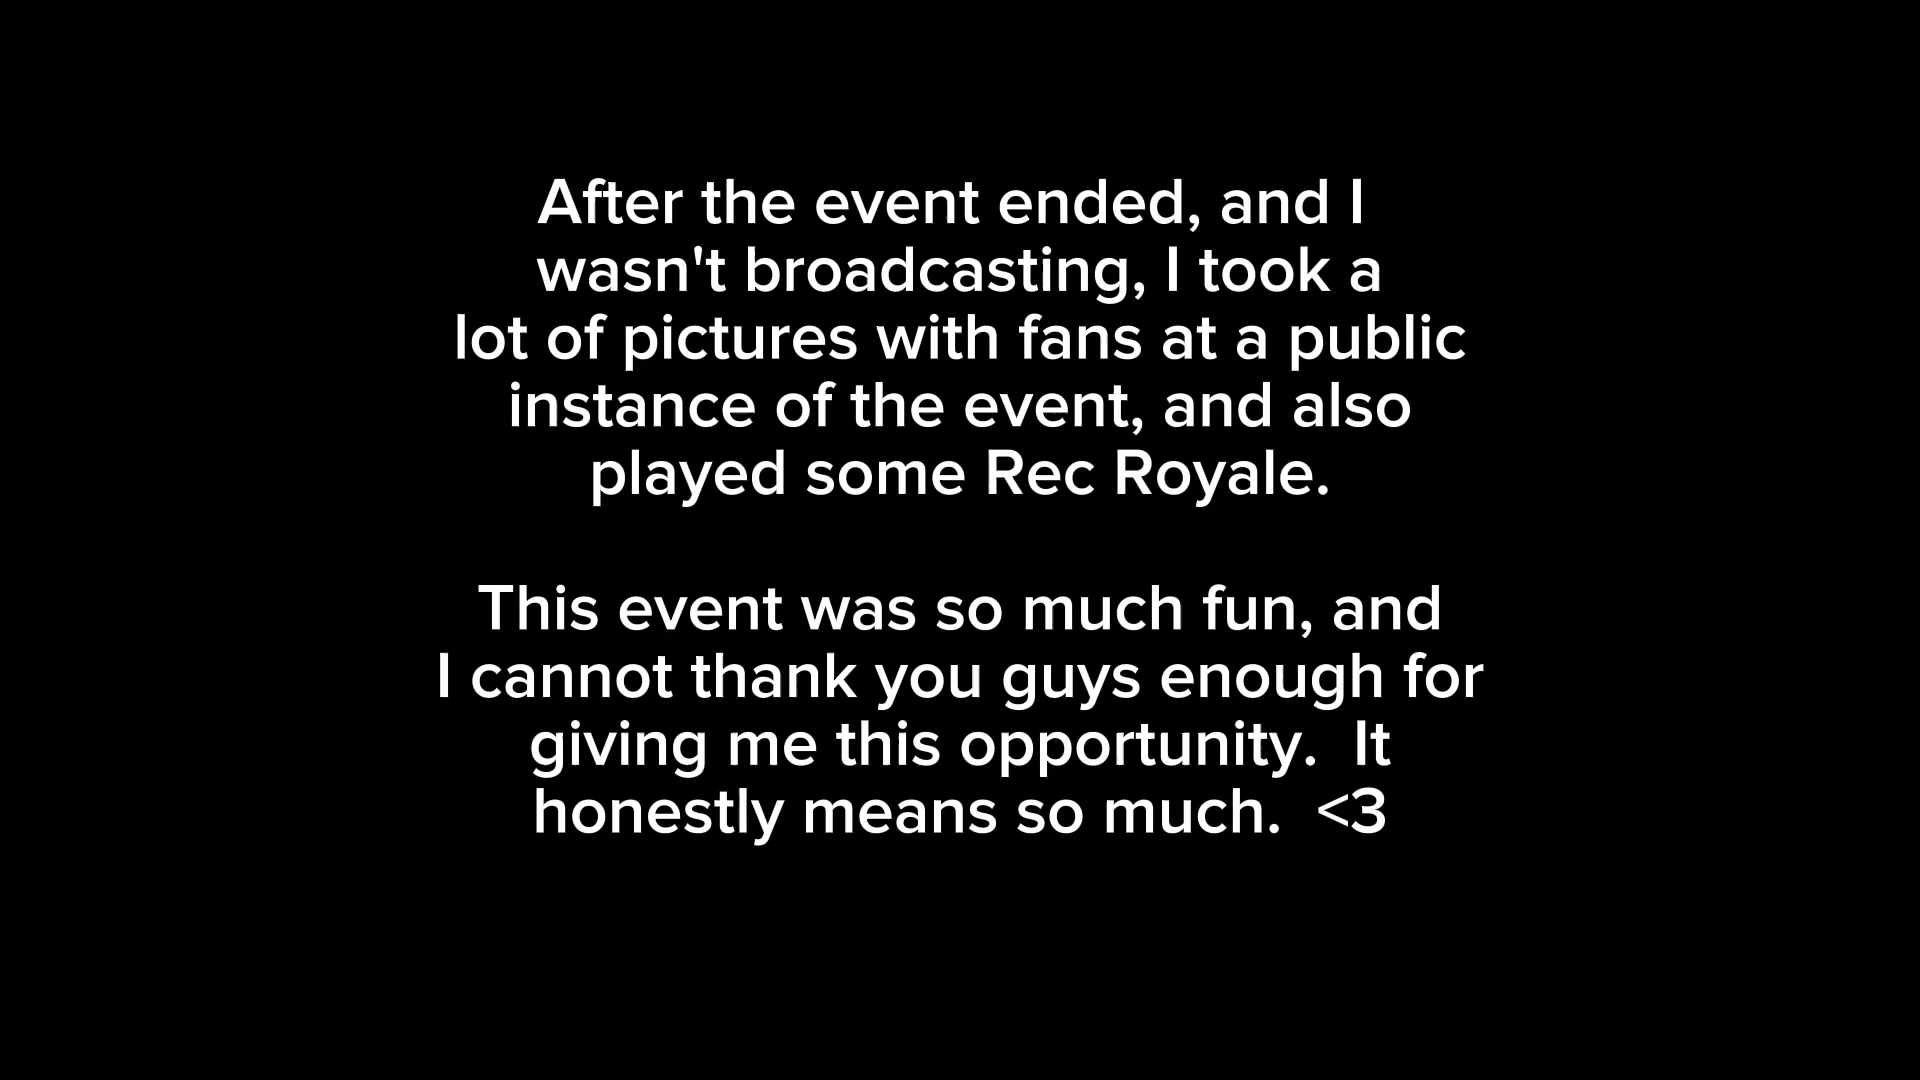 After the event ended, and I
wasn't broadcasting, I took a
lot of pictures with fans at a public
instance of the event, and also
played some Rec Royale.
This event was so much fun, and
I cannot thank you guys enough for
giving me this opportunity.  It
honestly means so much.  <3